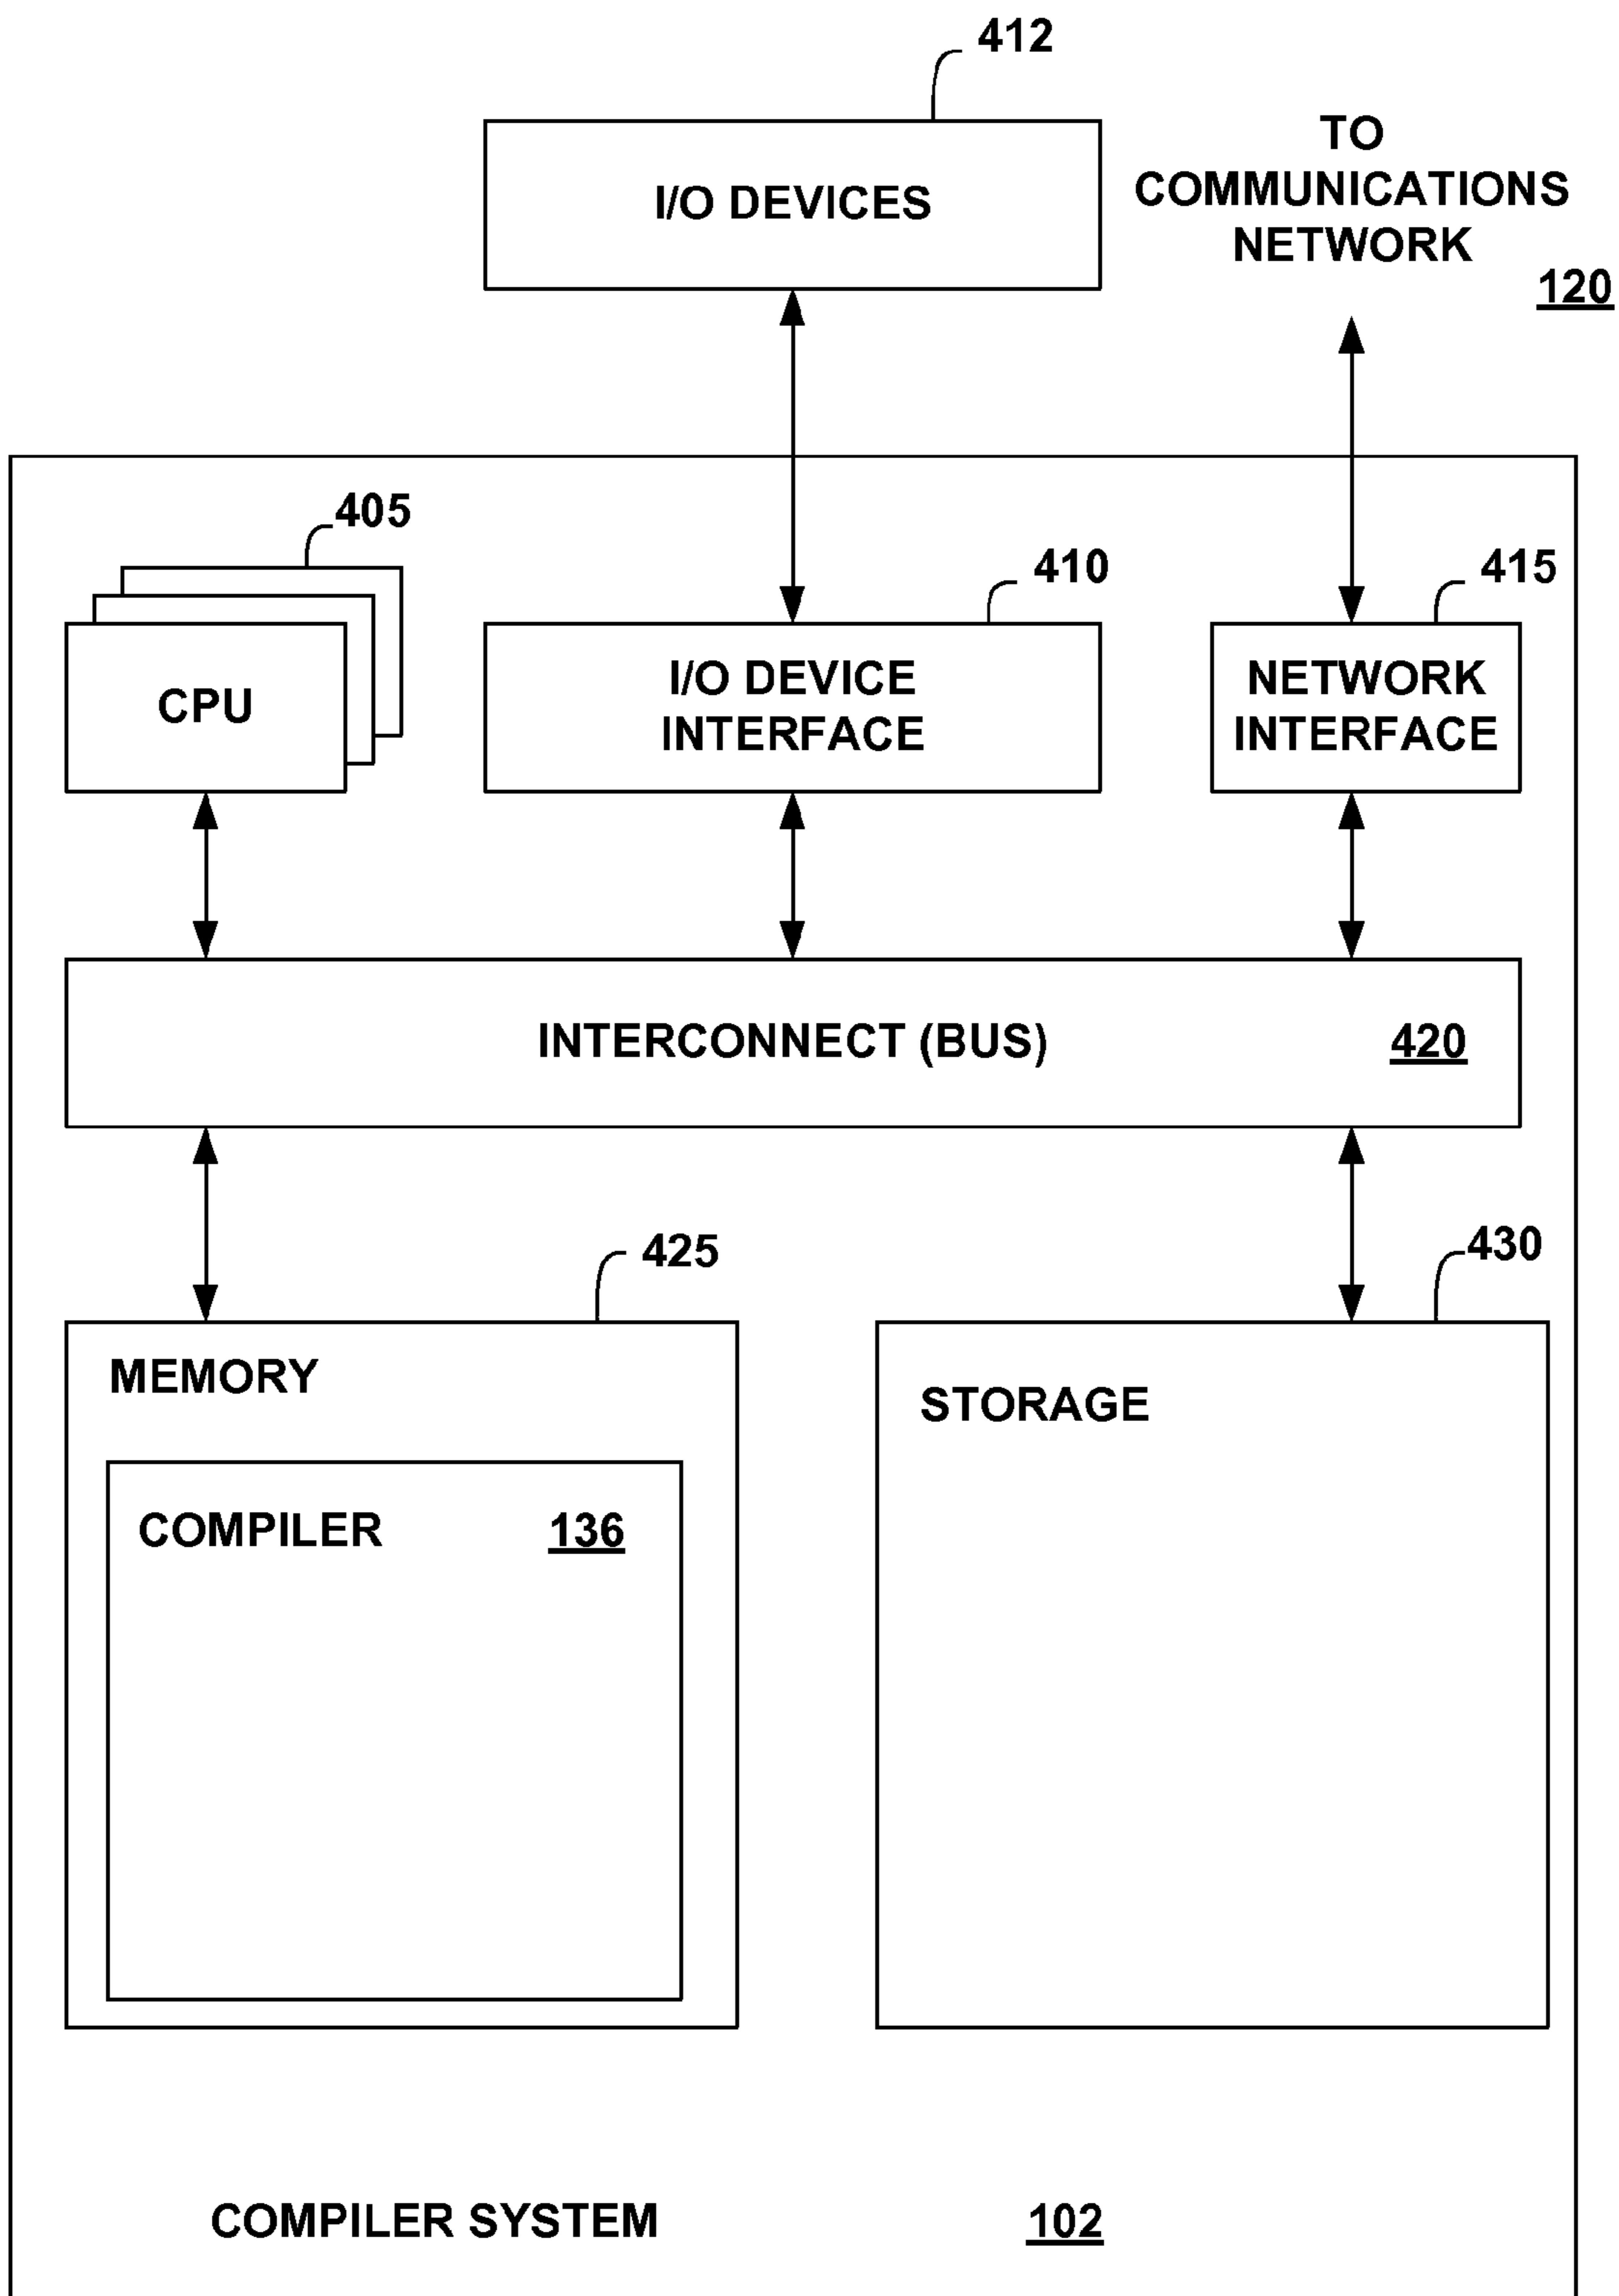 412
I/O DEVICES
TO
COMMUNICATIONS
NETWORK
120
405
410
415
CPU
I/O DEVICE
INTERFACE
NETWORK
INTERFACE
INTERCONNECT (BUS)
420
425
430
MEMORY
STORAGE
COMPILER
136
COMPILER SYSTEM
102